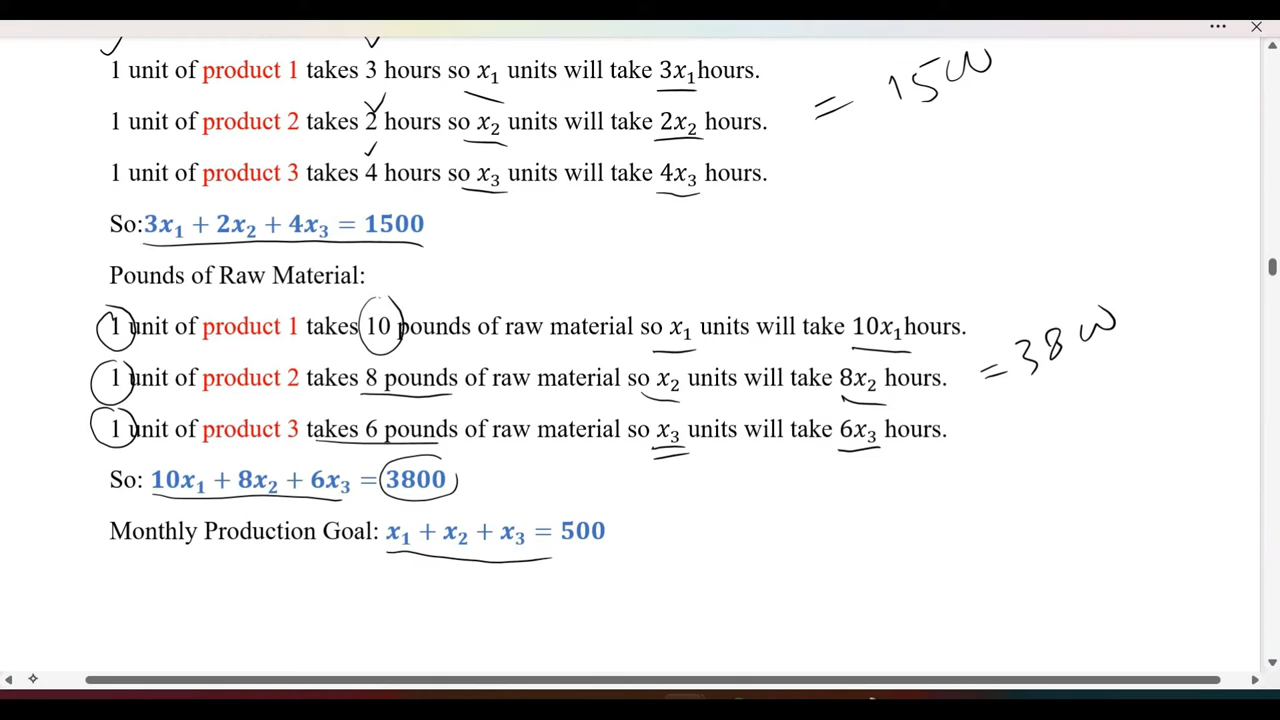 1 unit of product 1 takes 3 hours so x₁ units will take 3x₁hours.
= 1500
1 unit of product 2 takes 2 hours so x₂ units will take 2x₂ hours.
1 unit of product 3 takes 4 hours so x₃ units will take 4x₃ hours.
So:3x₁ + 2x₂ + 4x₃ = 1500
Pounds of Raw Material:
1 unit of product 1 takes 10 pounds of raw material so x₁ units will take 10x₁hours.
= 3800
1 unit of product 2 takes 8 pounds of raw material so x₂ units will take 8x₂ hours.
1 unit of product 3 takes 6 pounds of raw material so x₃ units will take 6x₃ hours.
So: 10x₁ + 8x₂ + 6x₃ = 3800
Monthly Production Goal: x₁ + x₂ + x₃ = 500